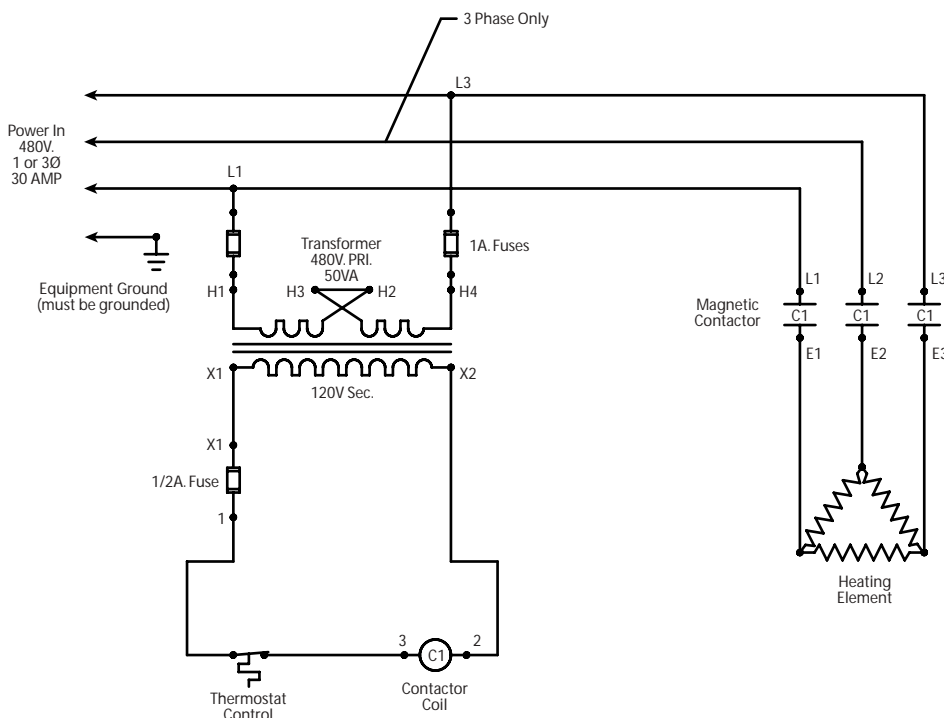 3 Phase Only
L3
Power In
480V.
1 or 3Ø
30 AMP
L1
Transformer
480V. PRI.
50VA
1A. Fuses
Equipment Ground
(must be grounded)
H1
H3
H2
H4
L1
L2
L3
Magnetic
Contactor
C1
C1
C1
E1
E2
E3
X1
X2
120V Sec.
X1
1/2A. Fuse
1
Heating
Element
3
C1
2
Thermostat
Control
Contactor
Coil